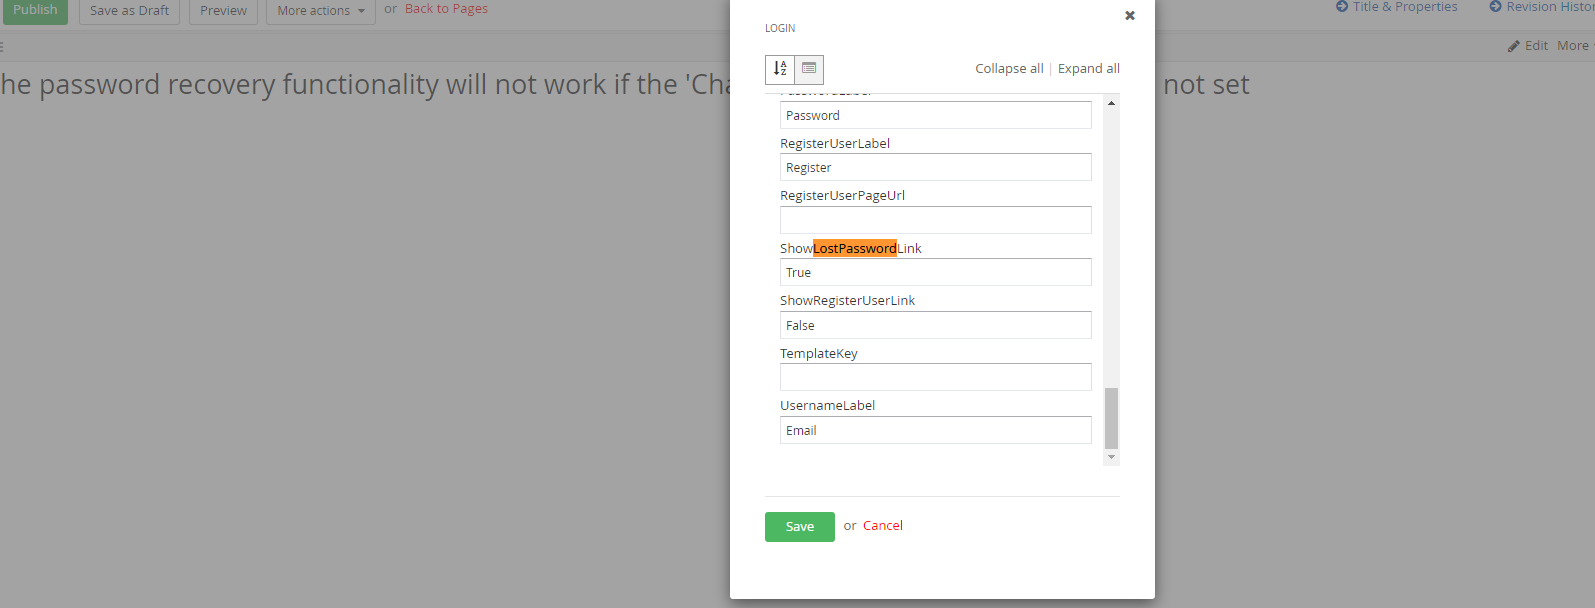 Publish Save as Draft Preview More actions or Back to Pages
Title & Properties Revision
Edit More
he password recovery functionality will not work if the 'Cha
not set
LOGIN
Collapse all | Expand all
Password
RegisterUserLabel
Register
RegisterUserPageUrl
ShowLostPasswordLink
True
ShowRegisterUserLink
False
TemplateKey
UsernameLabel
Email
Save or Cancel